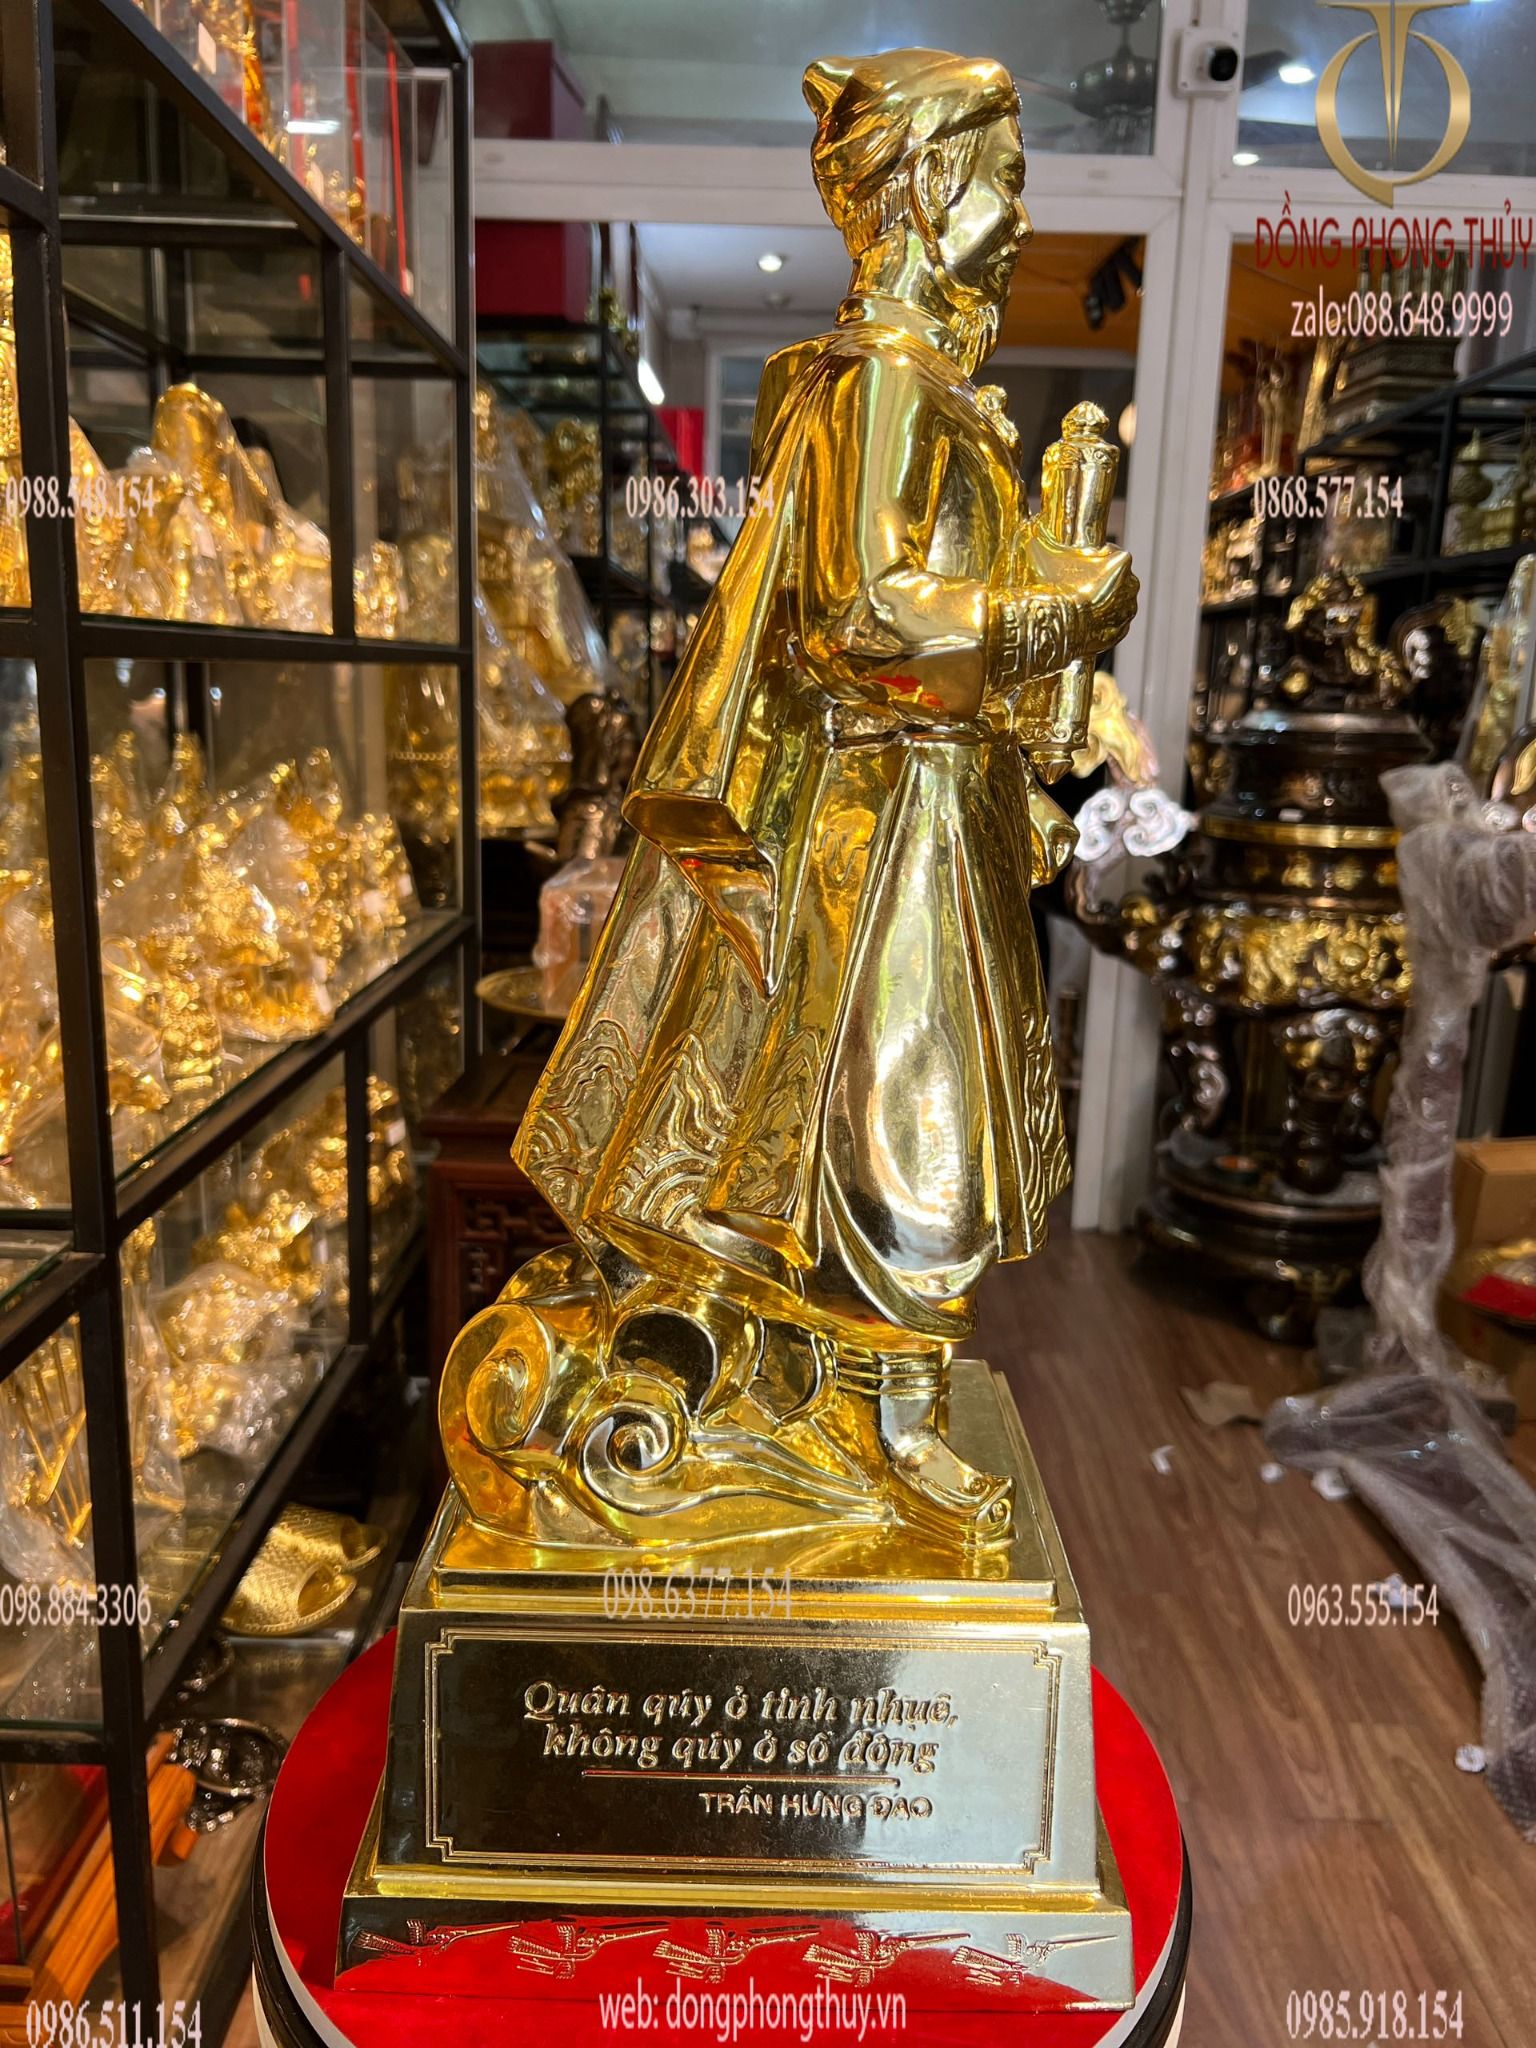 ĐỒNG PHONG THỦY
zalo:088.648.9999
0988.548.154
0986.303.154
0868.577.154
098.884.3306
098.6377.154
0963.555.154
Quân qúy ở tinh nhuệ,
không qúy ở số đông
TRẦN HƯNG ĐẠO
0986.511.154
web: dongphongthuy.vn
0985.918.154